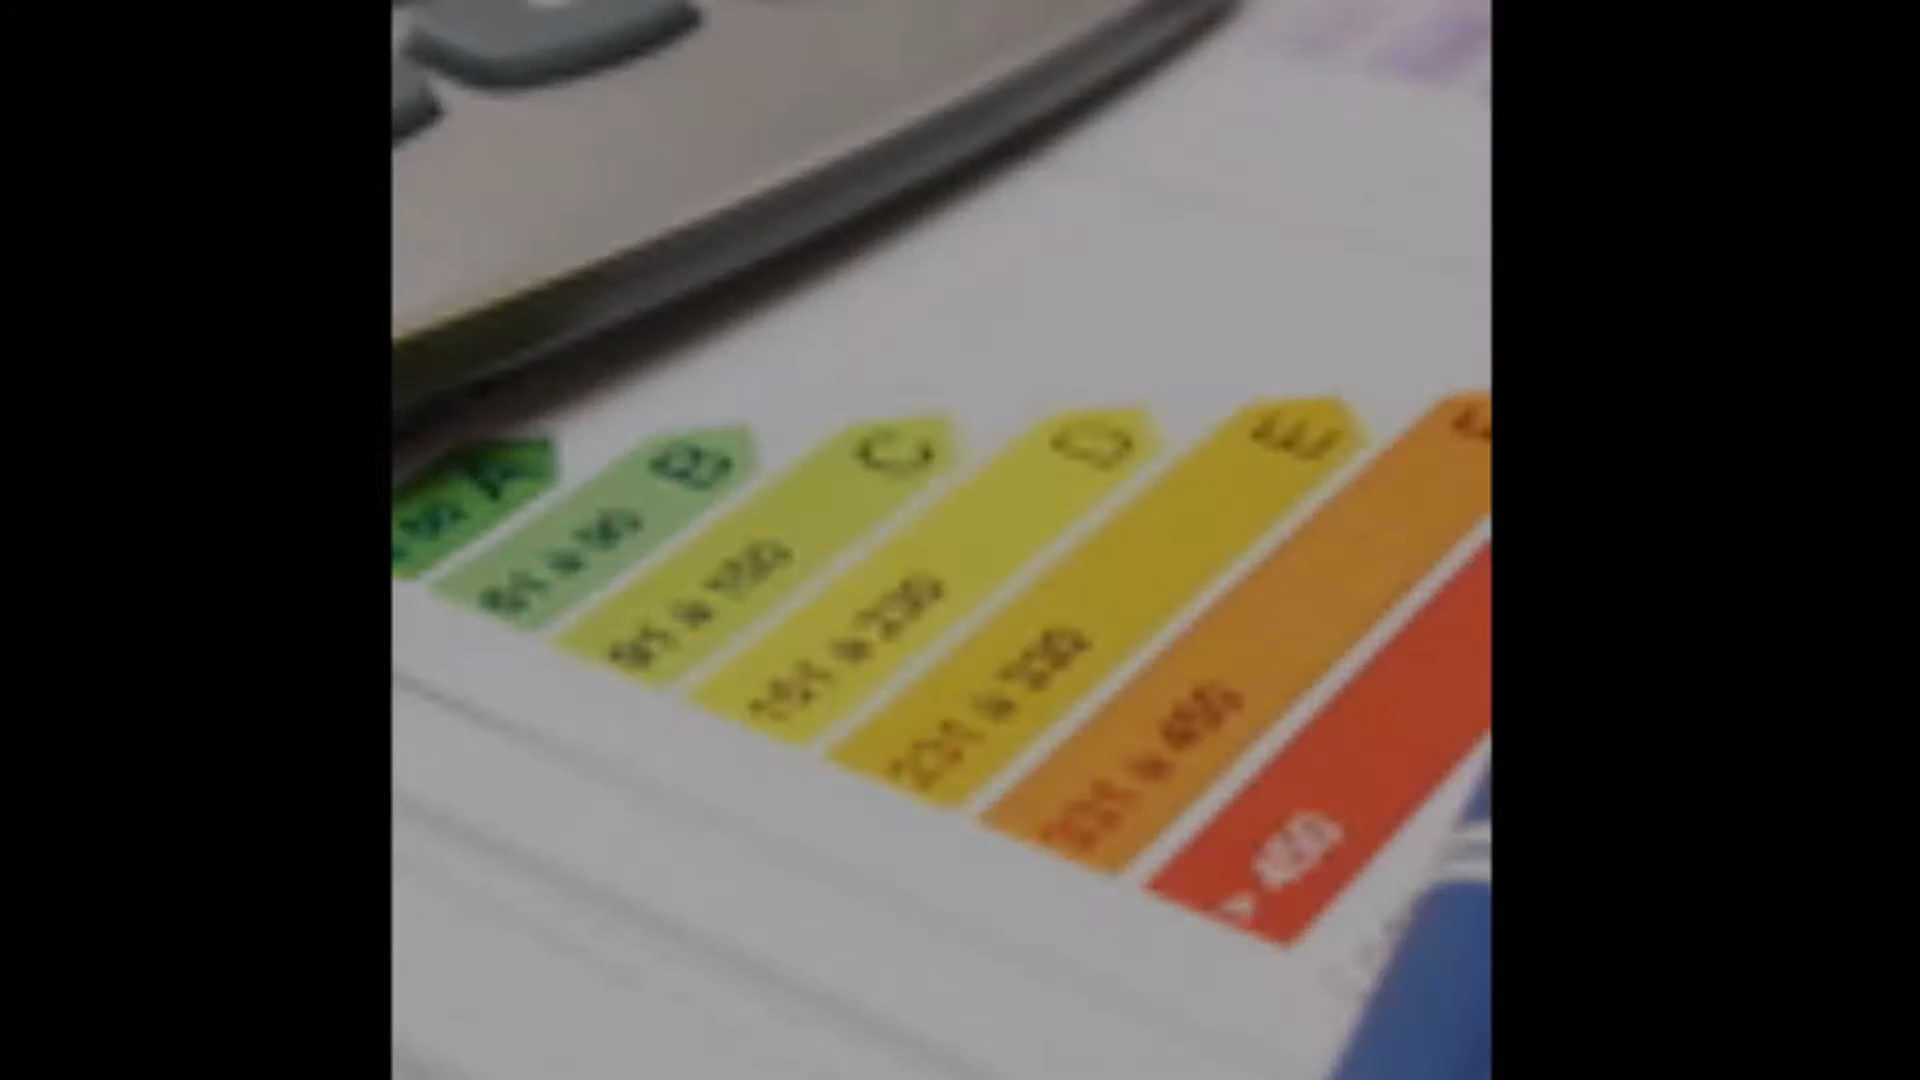 A
51 à 90 B
91 à 150 C
151 à 230 D
231 à 330 E
331 à 450
> 450